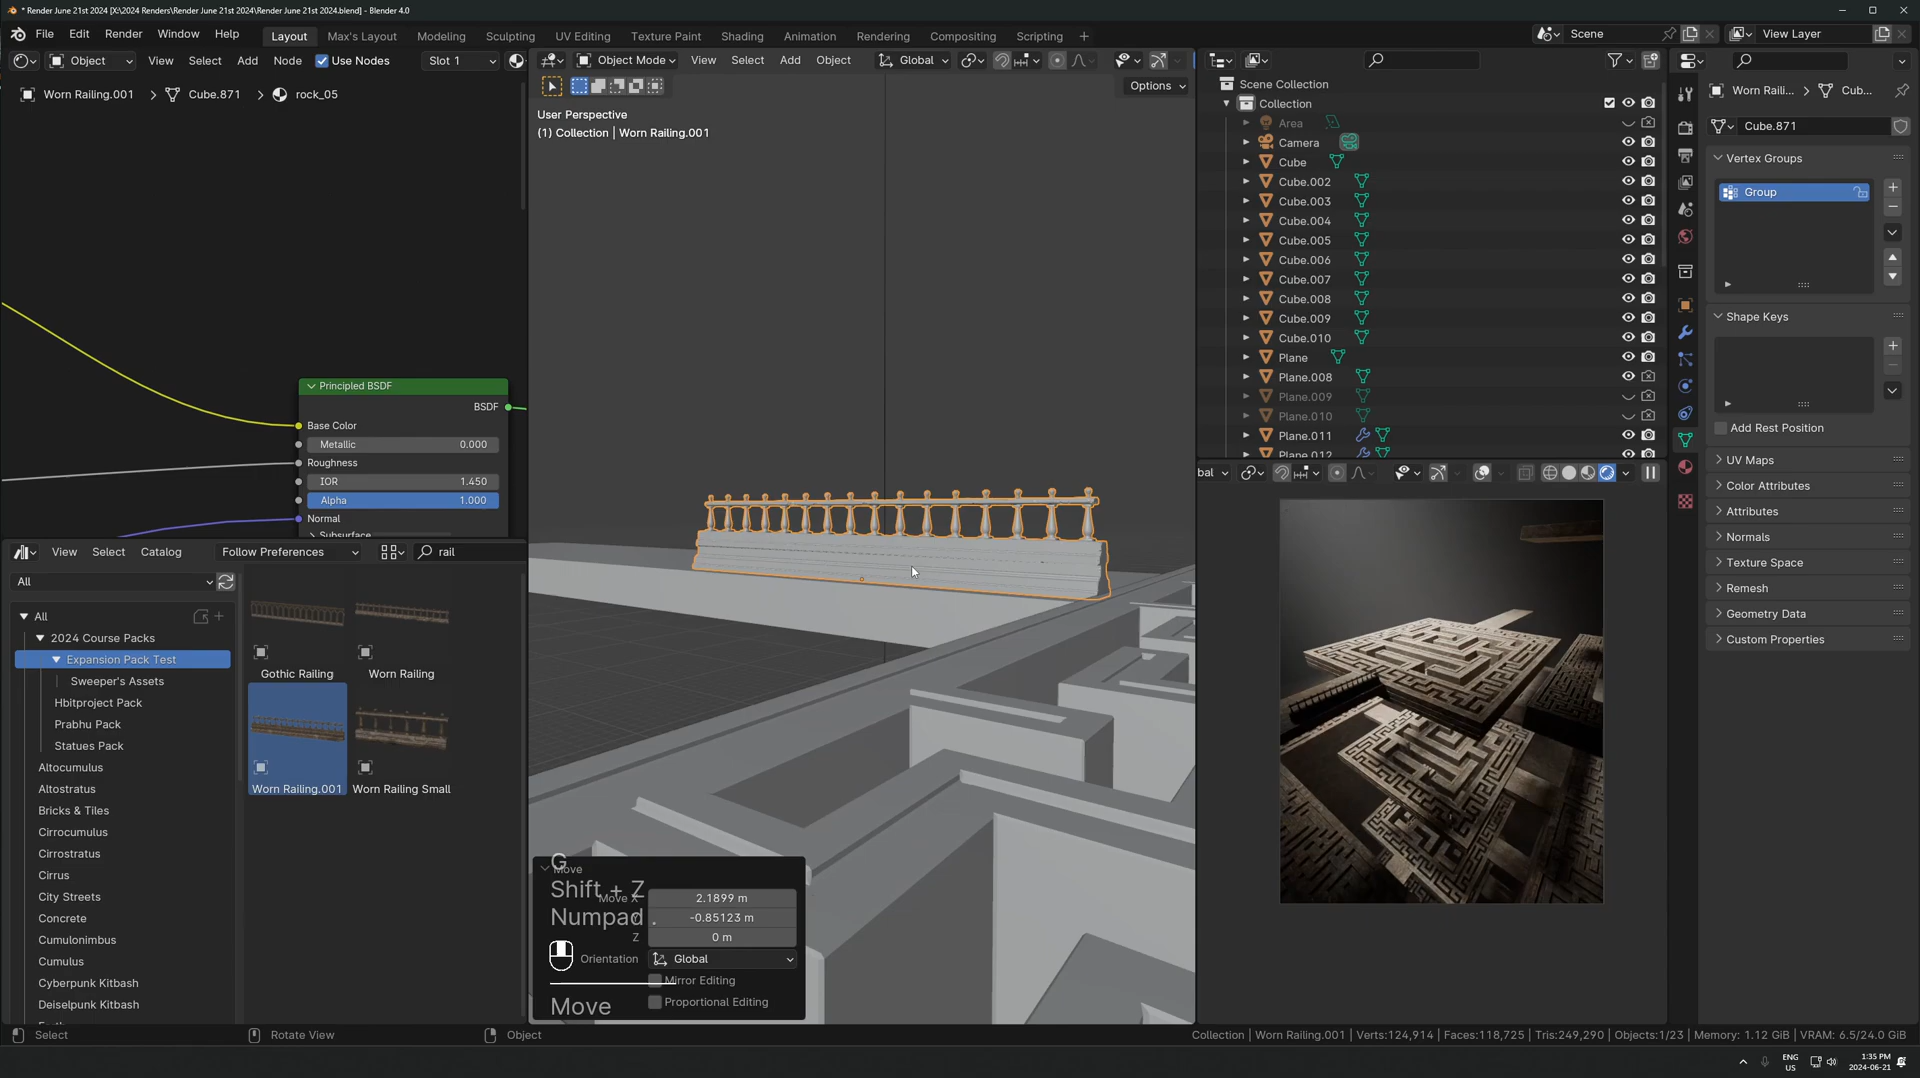 * Render June 21st 2024 [X:\2024 Renders\Render June 21st 2024\Render June 21st 2024.blend] - Blender 4.0
File Edit Render Window Help
Layout Max's Layout Modeling Sculpting UV Editing Texture Paint Shading Animation Rendering Compositing Scripting
Scene
View Layer
Object View Select Add Node Use Nodes Slot 1
Worn Railing.001 Cube.871 rock_05
Principled BSDF
BSDF
Base Color
Metallic 0.000
Roughness
IOR 1.450
Alpha 1.000
Normal
Subsurface
View Select Catalog Follow Preferences rail
All
All
2024 Course Packs
Expansion Pack Test
Sweeper's Assets
Hbitproject Pack
Prabhu Pack
Statues Pack
Altocumulus
Altostratus
Bricks & Tiles
Cirrocumulus
Cirrostratus
Cirrus
City Streets
Concrete
Cumulonimbus
Cumulus
Cyberpunk Kitbash
Deiselpunk Kitbash
Gothic Railing
Worn Railing
Worn Railing.001
Worn Railing Small
Object Mode View Select Add Object Global
Options
User Perspective
(1) Collection | Worn Railing.001
G
Move
Shift + Z
Move X 2.1899 m
Numpad .
-0.85123 m
Z 0 m
Orientation Global
Mirror Editing
Proportional Editing
Move
Scene Collection
Collection
Area
Camera
Cube
Cube.002
Cube.003
Cube.004
Cube.005
Cube.006
Cube.007
Cube.008
Cube.009
Cube.010
Plane
Plane.008
Plane.009
Plane.010
Plane.011
Plane.012
bal
Worn Raili... Cube...
Cube.871
Vertex Groups
Group
Shape Keys
Add Rest Position
UV Maps
Color Attributes
Attributes
Normals
Texture Space
Remesh
Geometry Data
Custom Properties
Select Rotate View Object
Collection | Worn Railing.001 | Verts:124,914 | Faces:118,725 | Tris:249,290 | Objects:1/23 | Memory: 1.12 GiB | VRAM: 6.5/24.0 GiB
ENG
US
1:35 PM
2024-06-21